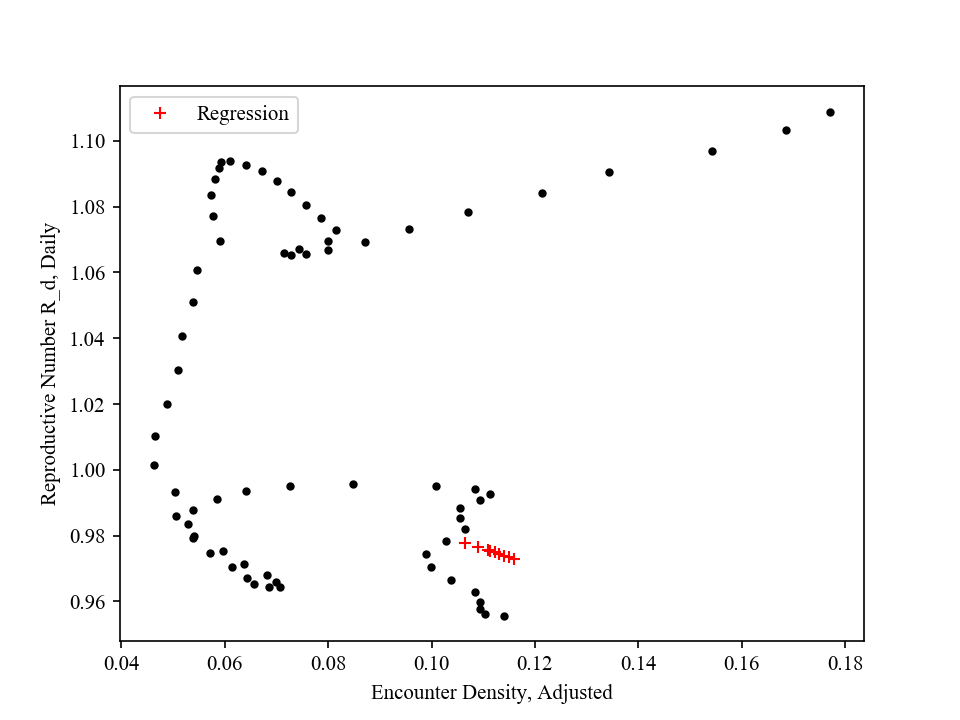 Regression
1.10
1.08
1.06
1.04
1.02
1.00
0.98
0.96
Reproductive Number R_d, Daily
0.04 0.06 0.08 0.10 0.12 0.14 0.16 0.18
Encounter Density, Adjusted